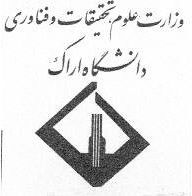 وزارت علوم تحقیقات و فناوری
دانشگاه اراک